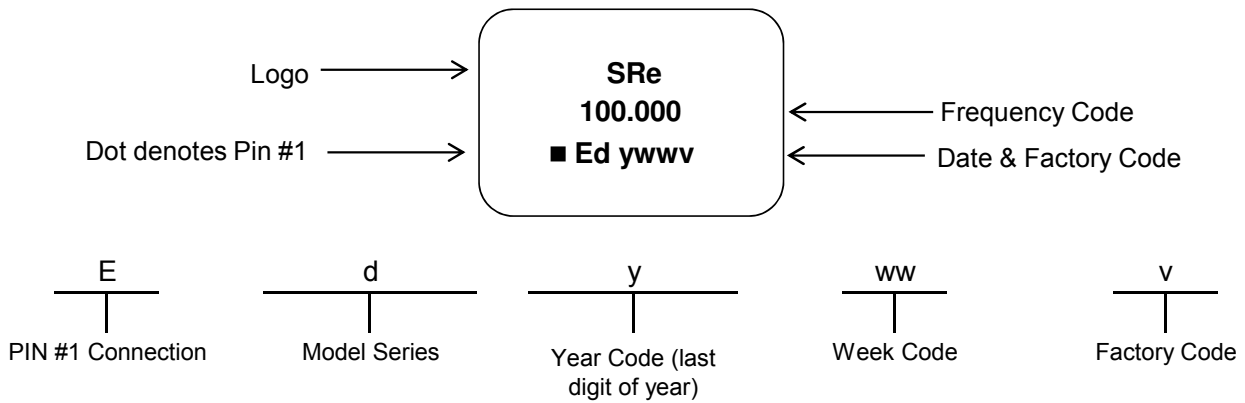 SRe
Logo
100.000
Frequency Code
Dot denotes Pin #1
■ Ed ywwv
Date & Factory Code
E
d
y
ww
v
PIN #1 Connection
Model Series
Year Code (last
digit of year)
Week Code
Factory Code